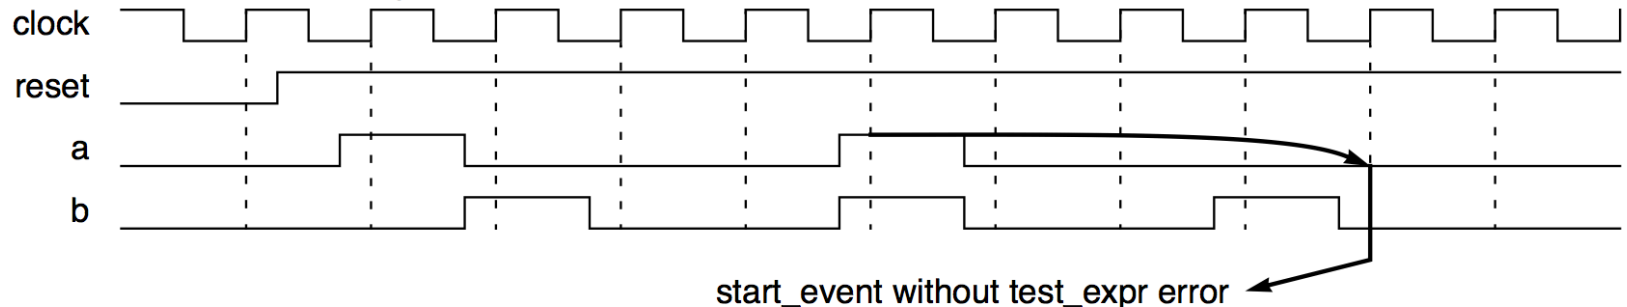 clock
reset
a
b
start_event without test_expr error